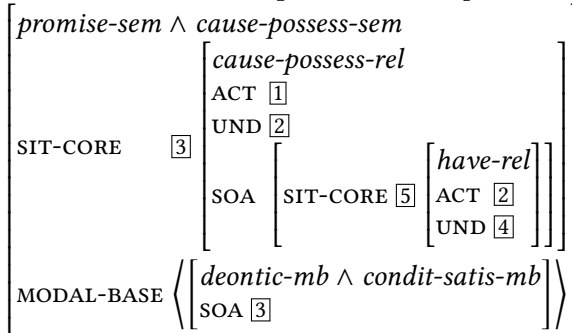 promise-sem ∧ cause-possess-sem
cause-possess-rel
ACT 1
UND 2
SIT-CORE 3
SOA SIT-CORE 5
have-rel
ACT 2
UND 4
MODAL-BASE
deontic-mb ∧ condit-satis-mb
SOA 3